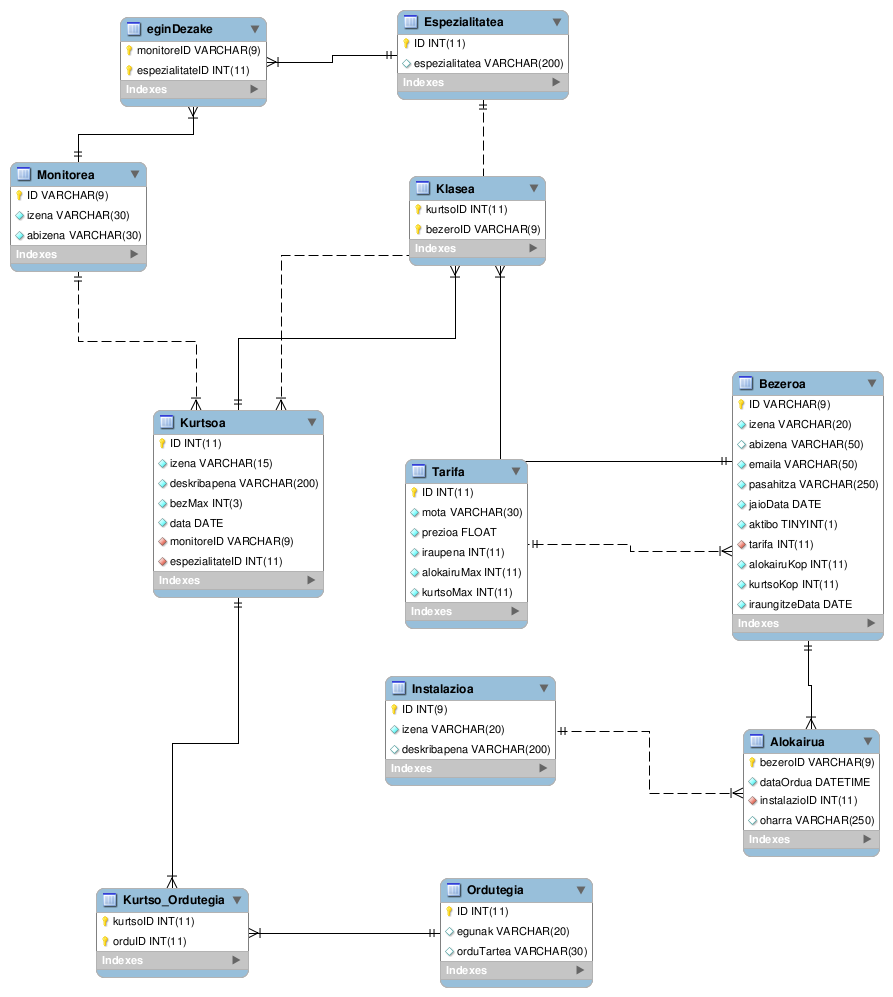 eginDezake
monitoreID VARCHAR(9)
espezialitateID INT(11)
Indexes
Espezialitatea
ID INT(11)
espezialitatea VARCHAR(200)
Indexes
Monitorea
ID VARCHAR(9)
izena VARCHAR(30)
abizena VARCHAR(30)
Indexes
Klasea
kurtsoID INT(11)
bezeroID VARCHAR(9)
Indexes
Kurtsoa
ID INT(11)
izena VARCHAR(15)
deskribapena VARCHAR(200)
bezMax INT(3)
data DATE
monitoreID VARCHAR(9)
espezialitateID INT(11)
Indexes
Tarifa
ID INT(11)
mota VARCHAR(30)
prezioa FLOAT
iraupena INT(11)
alokairuMax INT(11)
kurtsoMax INT(11)
Indexes
Bezeroa
ID VARCHAR(9)
izena VARCHAR(20)
abizena VARCHAR(50)
emaila VARCHAR(50)
pasahitza VARCHAR(250)
jaioData DATE
aktibo TINYINT(1)
tarifa INT(11)
alokairuKop INT(11)
kurtsoKop INT(11)
iraungitzeData DATE
Indexes
Instalazioa
ID INT(9)
izena VARCHAR(20)
deskribapena VARCHAR(200)
Indexes
Alokairua
bezeroID VARCHAR(9)
dataOrdua DATETIME
instalazioID INT(11)
oharra VARCHAR(250)
Indexes
Kurtso_Ordutegia
kurtsoID INT(11)
orduID INT(11)
Indexes
Ordutegia
ID INT(11)
egunak VARCHAR(20)
orduTartea VARCHAR(30)
Indexes